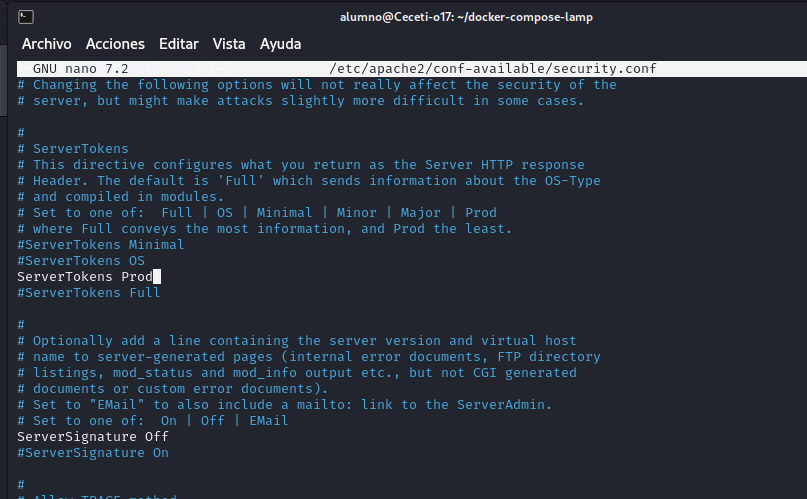 alumno@Ceceti-o17: ~/docker-compose-lamp
Archivo Acciones Editar Vista Ayuda
GNU nano 7.2 /etc/apache2/conf-available/security.conf
# Changing the following options will not really affect the security of the
# server, but might make attacks slightly more difficult in some cases.
#
# ServerTokens
# This directive configures what you return as the Server HTTP response
# Header. The default is 'Full' which sends information about the OS-Type
# and compiled in modules.
# Set to one of:  Full | OS | Minimal | Minor | Major | Prod
# where Full conveys the most information, and Prod the least.
#ServerTokens Minimal
#ServerTokens OS
ServerTokens Prod
#ServerTokens Full
#
# Optionally add a line containing the server version and virtual host
# name to server-generated pages (internal error documents, FTP directory
# listings, mod_status and mod_info output etc., but not CGI generated
# documents or custom error documents).
# Set to "EMail" to also include a mailto: link to the ServerAdmin.
# Set to one of:  On | Off | EMail
ServerSignature Off
#ServerSignature On
#
# Allow TRACE method